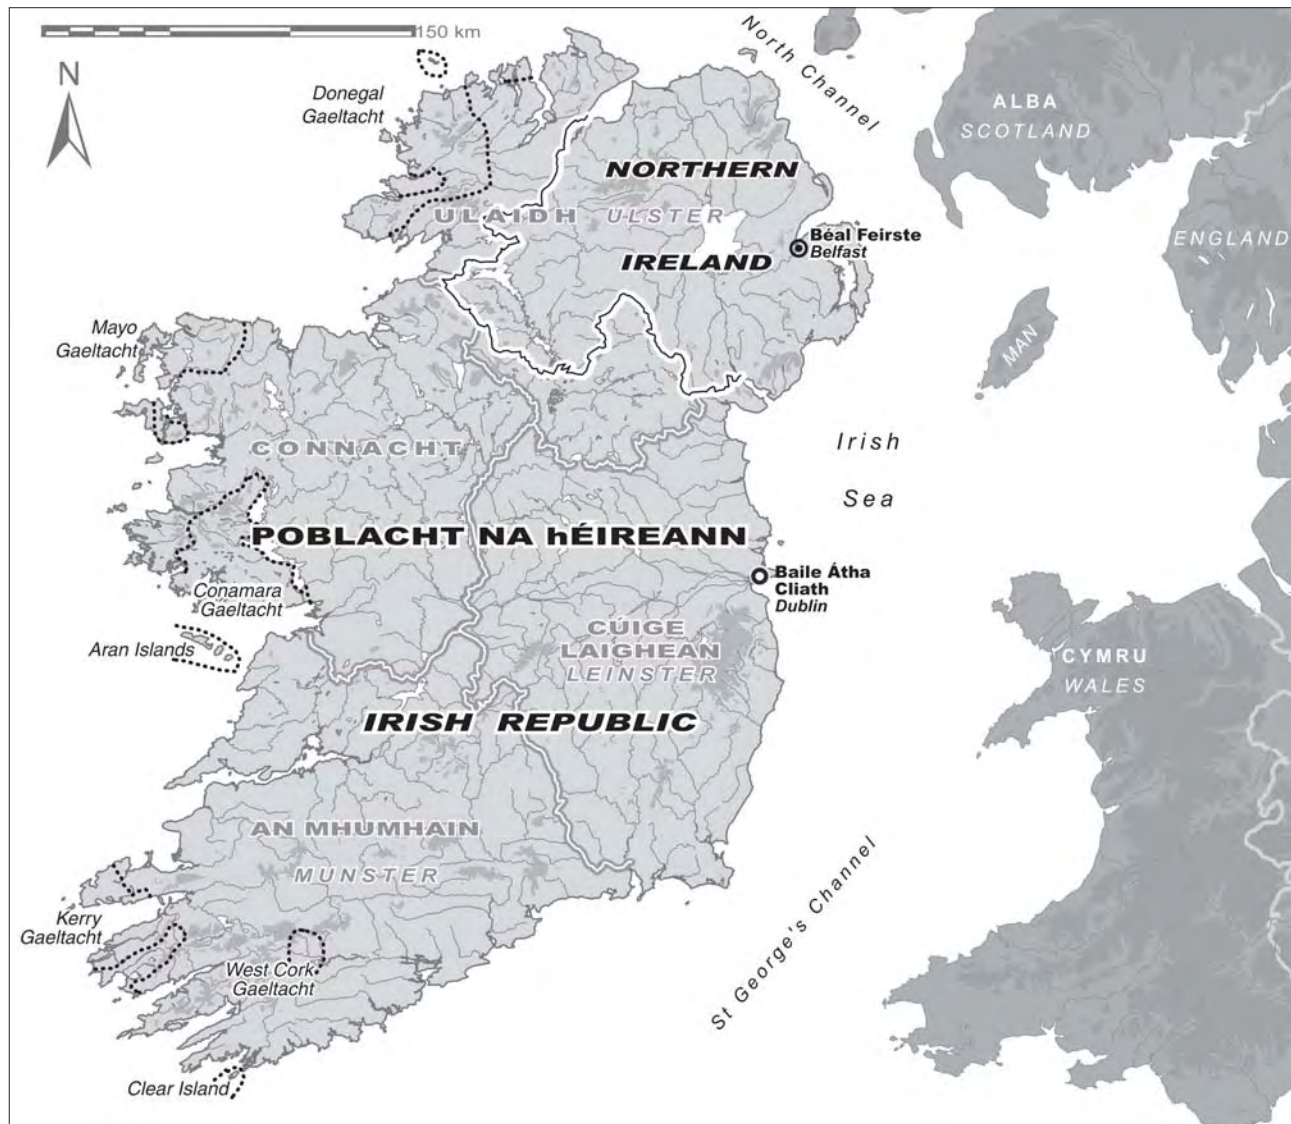 150 km
N
North Channel
Donegal
Gaeltacht
ALBA
SCOTLAND
NORTHERN
ULAIDH ULSTER
Béal Feirste
Belfast
ENGLAND
IRELAND
Mayo
Gaeltacht
MAN
Irish
Sea
CONNACHT
POBLACHT NA hÉIREANN
Baile Átha
Cliath
Dublin
Conamara
Gaeltacht
Aran Islands
CÚIGE
LAIGHEAN
LEINSTER
CYMRU
WALES
IRISH REPUBLIC
AN MHUMHAIN
MUNSTER
St George's Channel
Kerry
Gaeltacht
West Cork
Gaeltacht
Clear Island